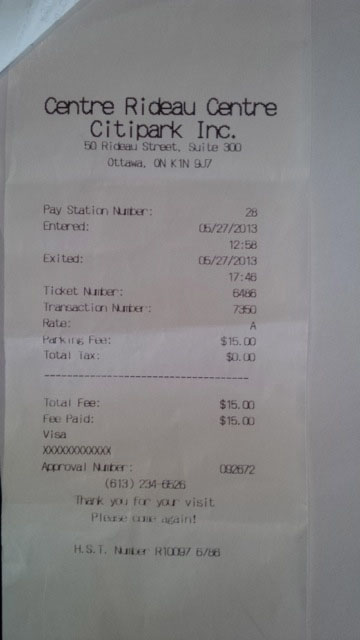 Centre Rideau Centre
Citipark Inc.
50 Rideau Street, Suite 300
Ottawa, ON K1N 9J7
Pay Station Number: 28
Entered: 05/27/2013
12:58
Exited: 05/27/2013
17:46
Ticket Number: 6486
Transaction Number: 7350
Rate: A
Parking Fee: $15.00
Total Tax: $0.00
--------------------------------
Total Fee: $15.00
Fee Paid: $15.00
Visa
XXXXXXXXXXXX
Approval Number: 092672
(613) 234-6526
Thank you for your visit
Please come again!
H.S.T. Number R10097 6786